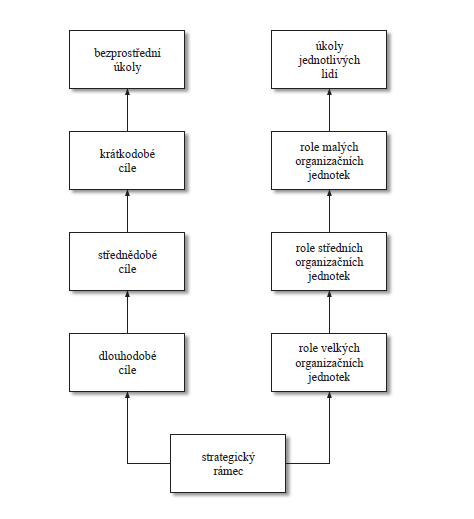 bezprostřední
úkoly
úkoly
jednotlivých
lidí
krátkodobé
cíle
role malých
organizačních
jednotek
střednědobé
cíle
role středních
organizačních
jednotek
dlouhodobé
cíle
role velkých
organizačních
jednotek
strategický
rámec